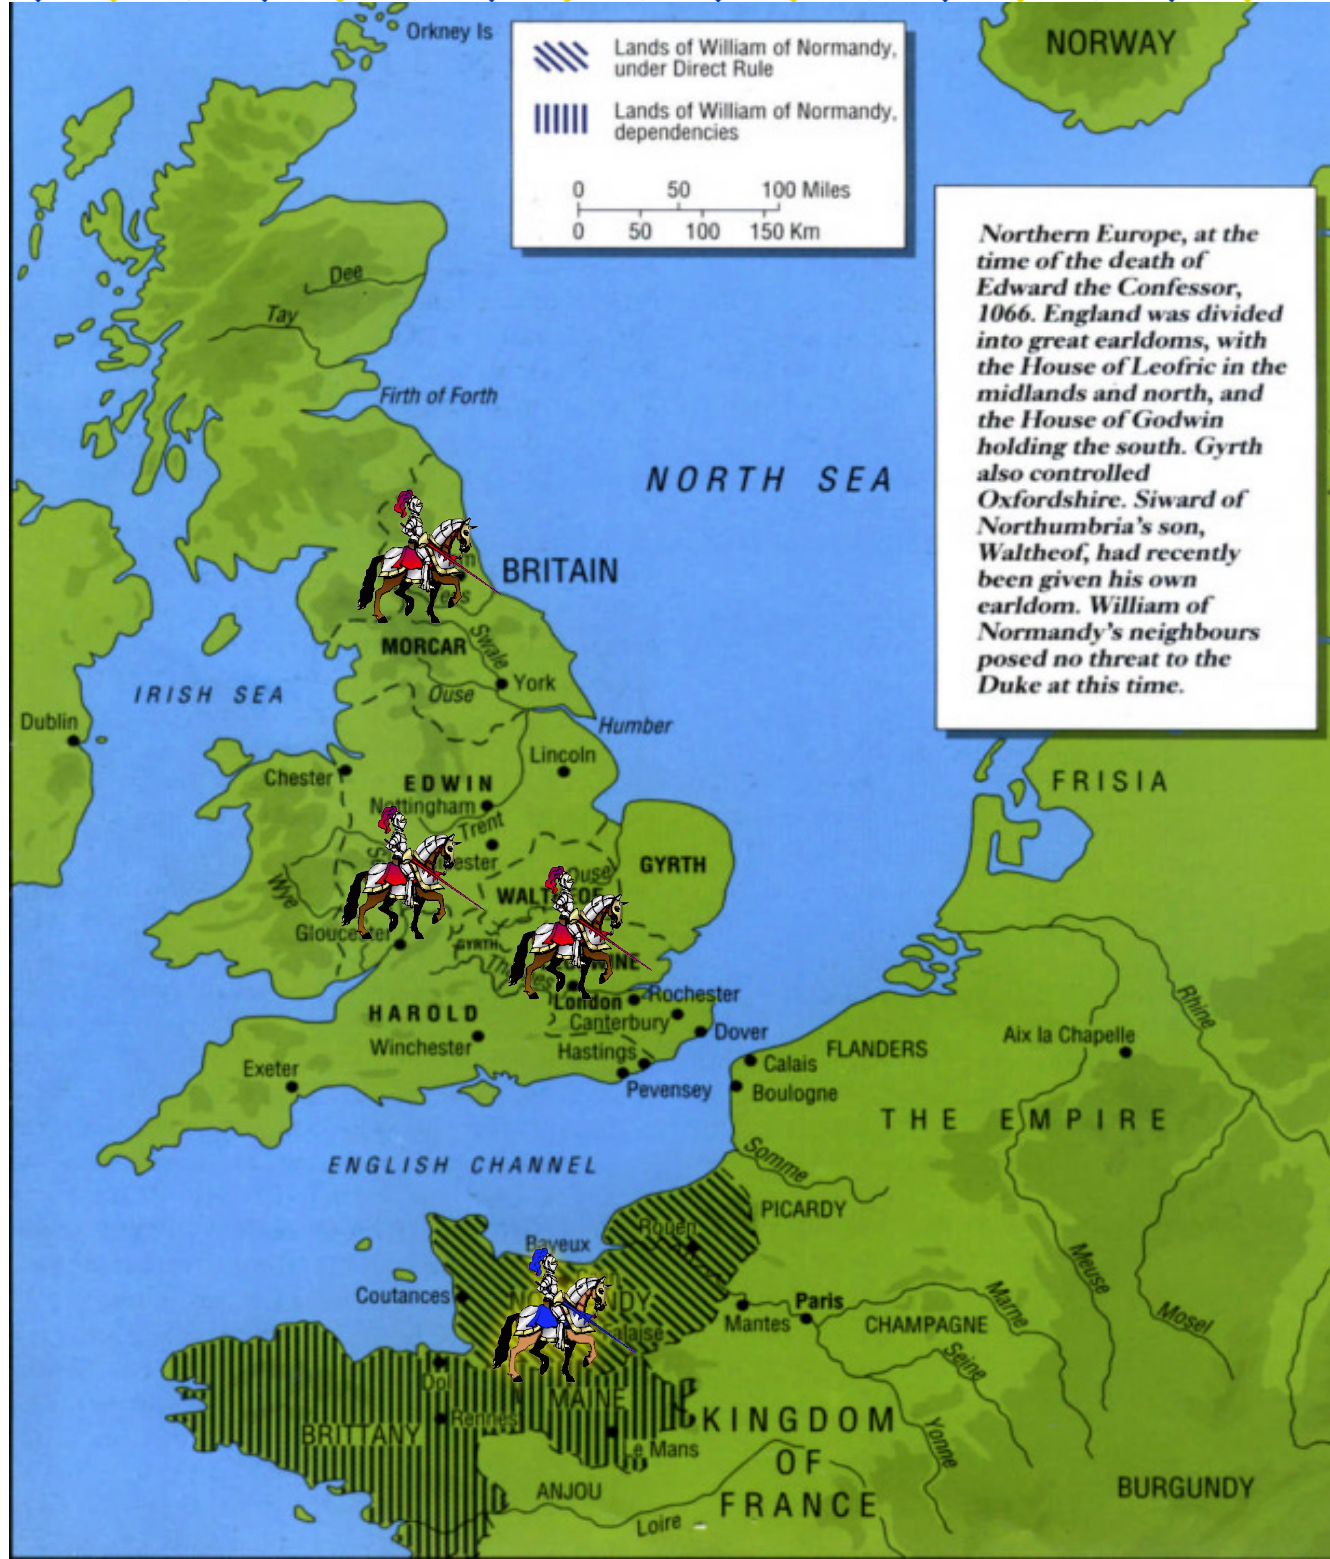 Orkney Is
NORWAY
Lands of William of Normandy,
under Direct Rule
Lands of William of Normandy,
dependencies
0 50 100 Miles
0 50 100 150 Km
Northern Europe, at the
time of the death of
Edward the Confessor,
1066. England was divided
into great earldoms, with
the House of Leofric in the
midlands and north, and
the House of Godwin
holding the south. Gyrth
also controlled
Oxfordshire. Siward of
Northumbria's son,
Waltheof, had recently
been given his own
earldom. William of
Normandy's neighbours
posed no threat to the
Duke at this time.
Dee
Tay
Firth of Forth
NORTH SEA
BRITAIN
MORCAR
Swale
York
Ouse
IRISH SEA
Dublin
Humber
Lincoln
Chester
EDWIN
Nottingham
Trent
FRISIA
GYRTH
Ouse
Wye
Gloucester
GYRTH
London
Rochester
HAROLD
Canterbury
Winchester
Dover
Hastings
Exeter
Pevensey
Calais
FLANDERS
Aix la Chapelle
Rhine
Boulogne
THE EMPIRE
ENGLISH CHANNEL
Somme
PICARDY
Rouen
Bayeux
Meuse
Coutances
Paris
Mantes
Marne
CHAMPAGNE
Mosel
Seine
Dol
MAINE
Rennes
BRITTANY
KINGDOM
OF
FRANCE
Le Mans
Yonne
ANJOU
Loire
BURGUNDY